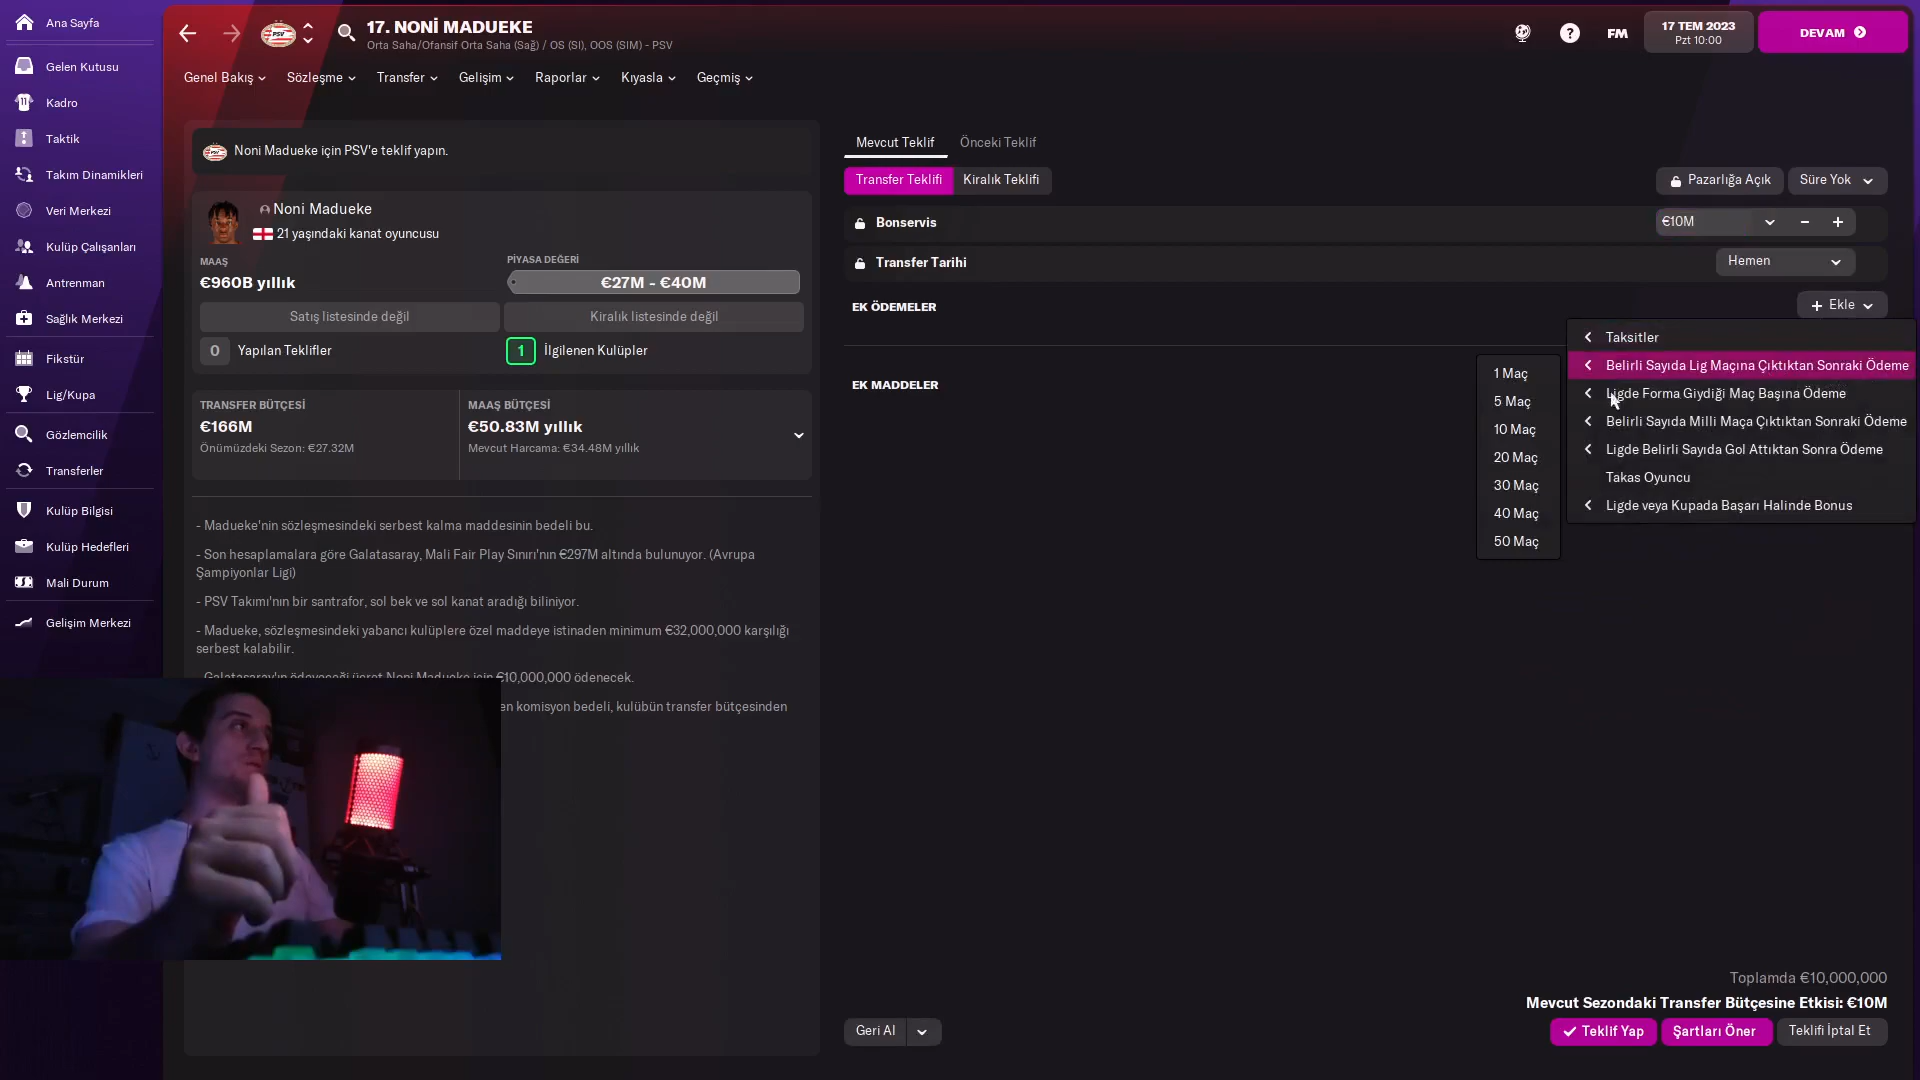 Ana Sayfa
Gelen Kutusu
Kadro
Taktik
Takım Dinamikleri
Veri Merkezi
Kulüp Çalışanları
Antrenman
Sağlık Merkezi
Fikstür
Lig/Kupa
Gözlemcilik
Transferler
Kulüp Bilgisi
Kulüp Hedefleri
Mali Durum
Gelişim Merkezi
17. NONİ MADUEKE
Orta Saha/Ofansif Orta Saha (Sağ) / OS (SI), OOS (SIM) - PSV
FM
17 TEM 2023
Pzt 10:00
DEVAM
Genel Bakış
Sözleşme
Transfer
Gelişim
Raporlar
Kıyasla
Geçmiş
Noni Madueke için PSV'e teklif yapın.
Noni Madueke
21 yaşındaki kanat oyuncusu
MAAŞ
€960B yıllık
PİYASA DEĞERİ
€27M - €40M
Satış listesinde değil
Kiralık listesinde değil
0 Yapılan Teklifler
1 İlgilenen Kulüpler
TRANSFER BÜTÇESİ
€166M
Önümüzdeki Sezon: €27.32M
MAAŞ BÜTÇESİ
€50.83M yıllık
Mevcut Harcama: €34.48M yıllık
- Madueke'nin sözleşmesindeki serbest kalma maddesinin bedeli bu.
- Son hesaplamalara göre Galatasaray, Mali Fair Play Sınırı'nın €297M altında bulunuyor. (Avrupa
Şampiyonlar Ligi)
- PSV Takımı'nın bir santrafor, sol bek ve sol kanat aradığı biliniyor.
- Madueke, sözleşmesindeki yabancı kulüplere özel maddeye istinaden minimum €32,000,000 karşılığı
serbest kalabilir.
- Galatasaray'ın ödeyeceği ücret Noni Madueke için €10,000,000 ödenecek.
komisyon bedeli, kulübün transfer bütçesinden
Mevcut Teklif
Önceki Teklif
Transfer Teklifi
Kiralık Teklifi
Pazarlığa Açık
Süre Yok
Bonservis
€10M
Transfer Tarihi
Hemen
EK ÖDEMELER
Ekle
Taksitler
Belirli Sayıda Lig Maçına Çıktıktan Sonraki Ödeme
Ligde Forma Giydiği Maç Başına Ödeme
Belirli Sayıda Milli Maça Çıktıktan Sonraki Ödeme
Ligde Belirli Sayıda Gol Attıktan Sonra Ödeme
Takas Oyuncu
Ligde veya Kupada Başarı Halinde Bonus
1 Maç
5 Maç
10 Maç
20 Maç
30 Maç
40 Maç
50 Maç
EK MADDELER
Toplamda €10,000,000
Mevcut Sezondaki Transfer Bütçesine Etkisi: €10M
Geri Al
Teklif Yap
Şartları Öner
Teklifi İptal Et